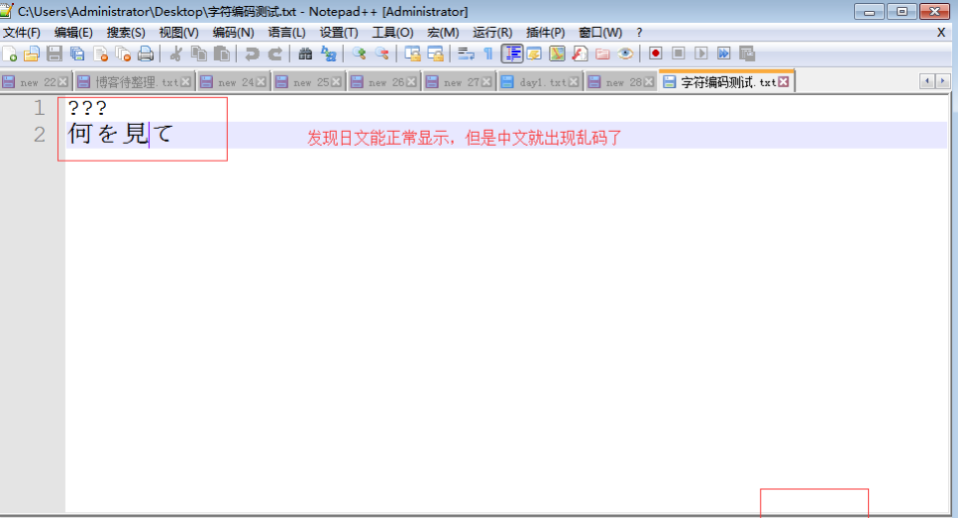 C:\Users\Administrator\Desktop\字符编码测试.txt - Notepad++ [Administrator]
文件(F) 编辑(E) 搜索(S) 视图(V) 编码(N) 语言(L) 设置(T) 工具(O) 宏(M) 运行(R) 插件(P) 窗口(W) ? X
new 22 博客待整理.txt new 24 new 25 new 26 new 27 day1.txt new 28 字符编码测试.txt
1 ???
2 何を見て 发现日文能正常显示，但是中文就出现乱码了